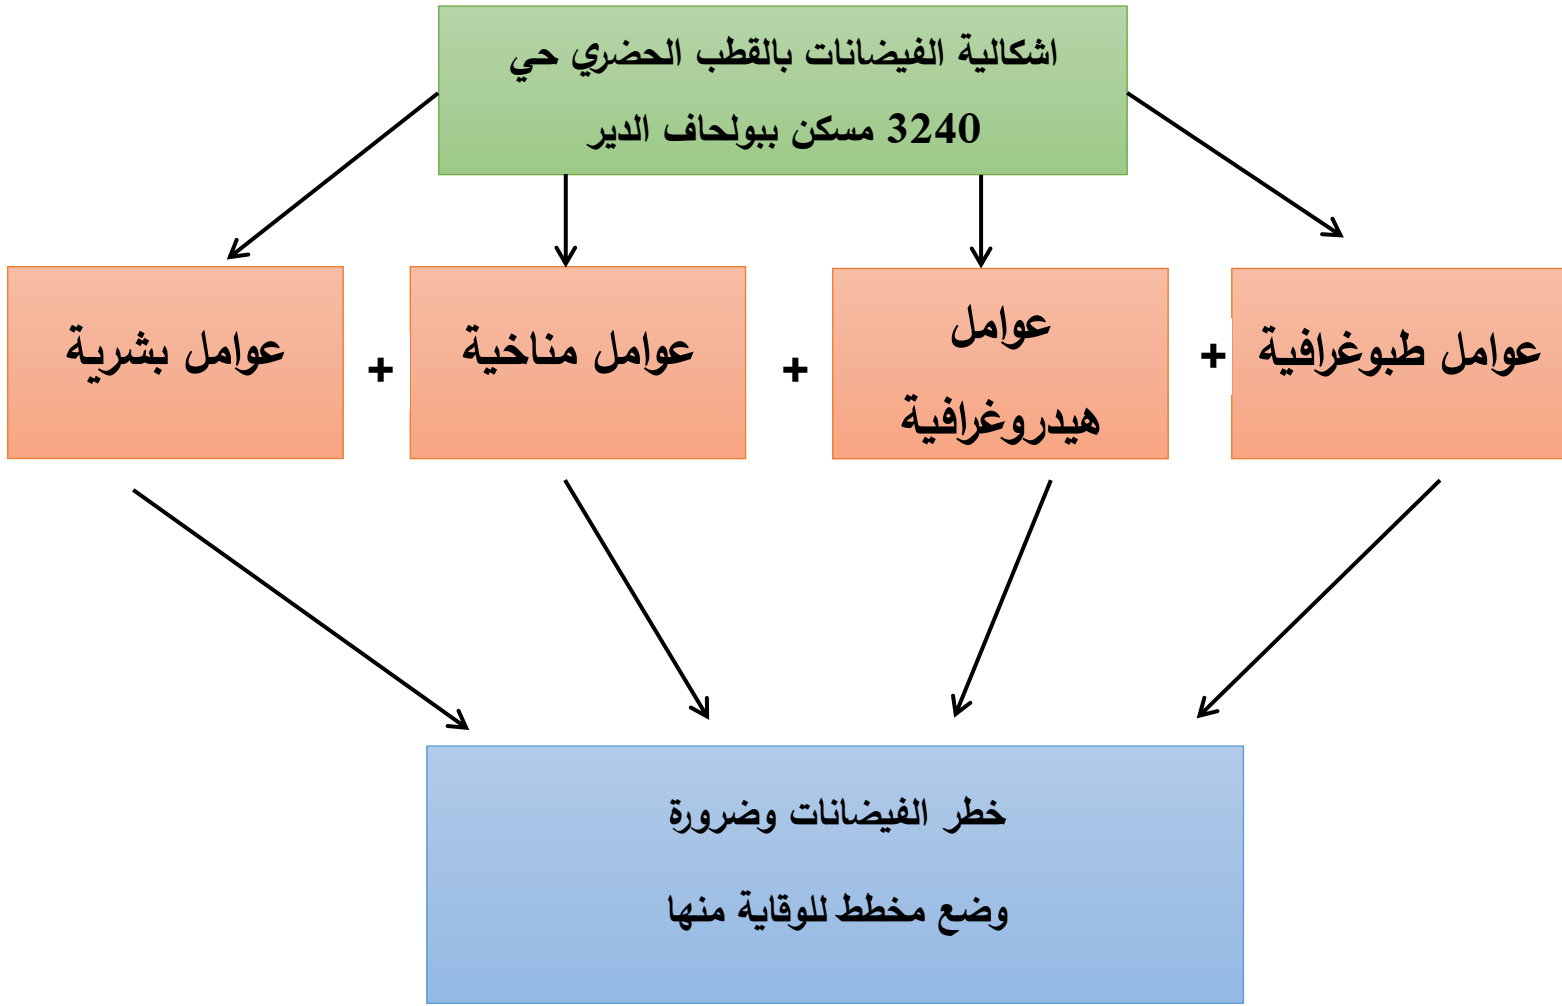 اشكالية الفيضانات بالقطب الحضري حي
3240 مسكن ببولحاف الدير
عوامل طبوغرافية
+
عوامل
هيدروغرافية
+
عوامل مناخية
+
عوامل بشرية
خطر الفيضانات وضرورة
وضع مخطط للوقاية منها